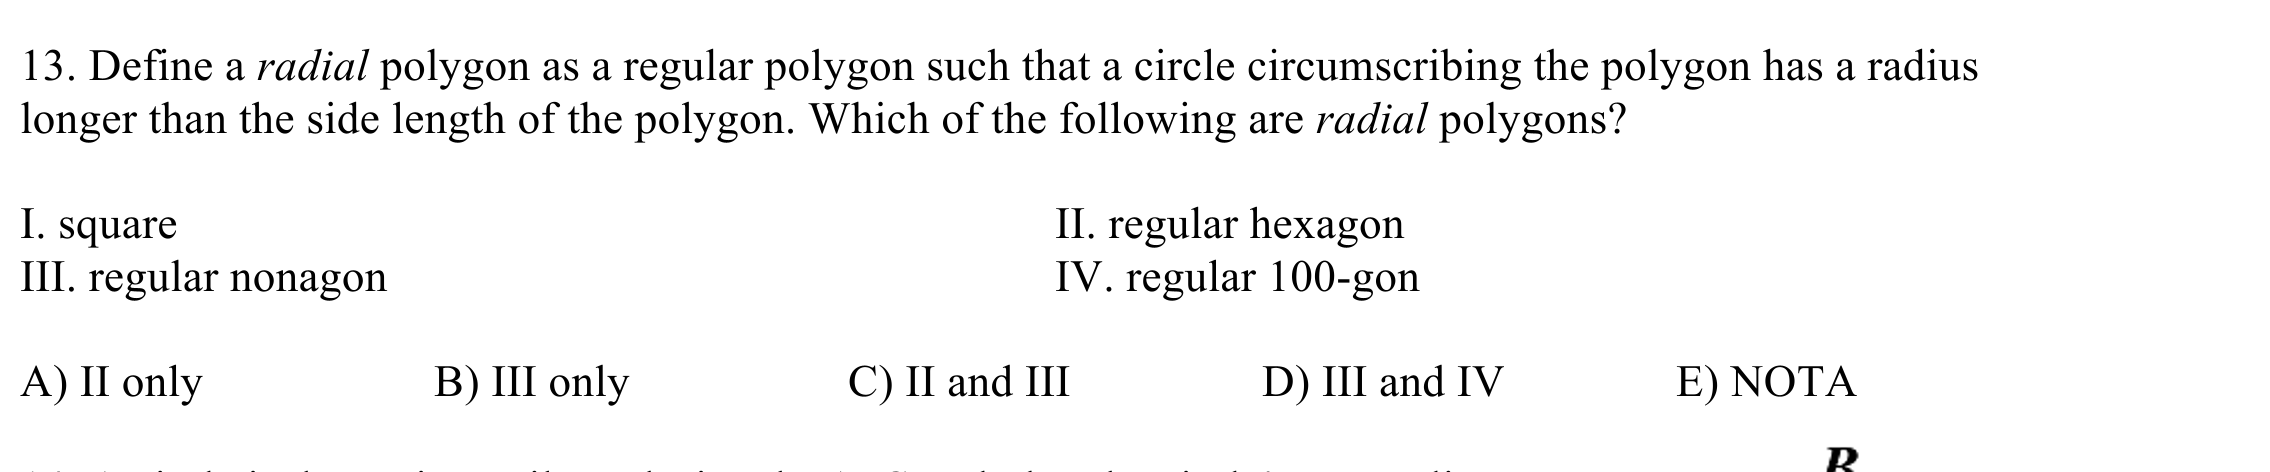 13. Define a radial polygon as a regular polygon such that a circle circumscribing the polygon has a radius
longer than the side length of the polygon. Which of the following are radial polygons?
I. square II. regular hexagon
III. regular nonagon IV. regular 100-gon
A) II only B) III only C) II and III D) III and IV E) NOTA
B